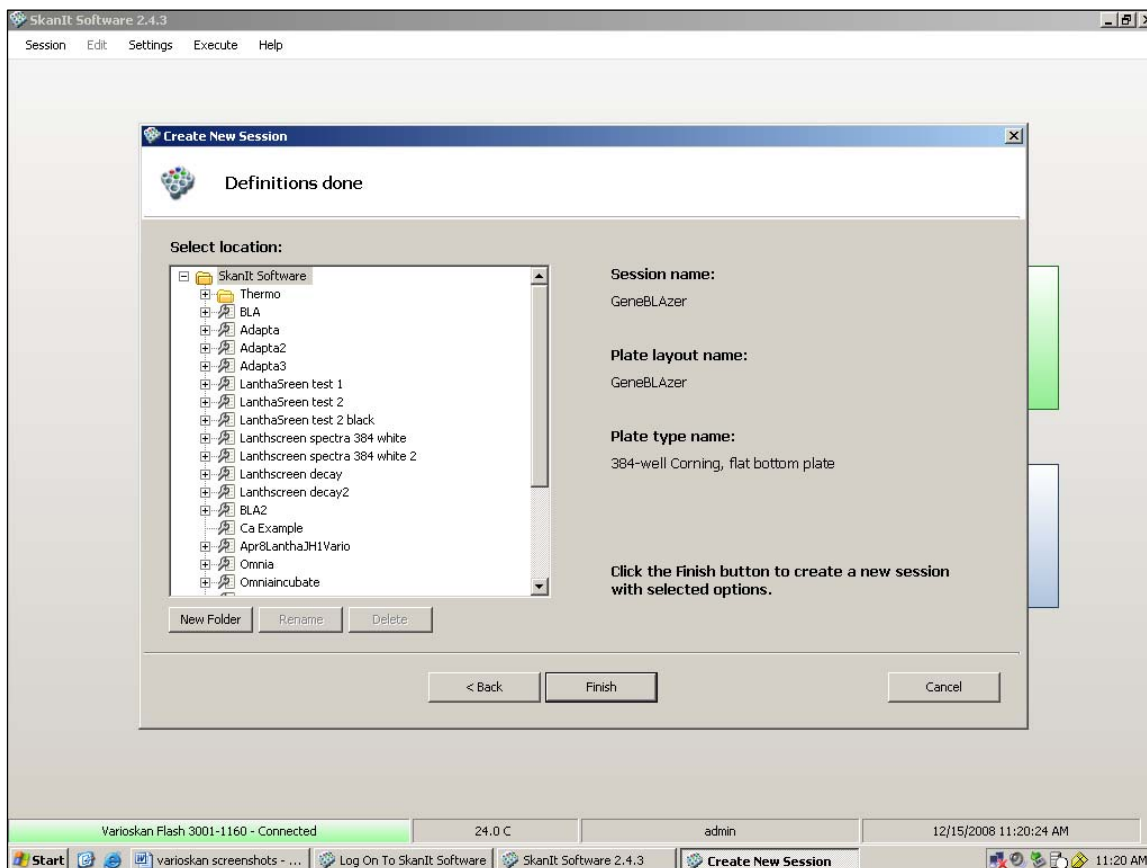 SkanIt Software 2.4.3
Session Edit Settings Execute Help
Create New Session
Definitions done
Select location:
SkanIt Software
Thermo
BLA
Adapta
Adapta2
Adapta3
LanthaSreen test 1
LanthaSreen test 2
LanthaSreen test 2 black
Lanthscreen spectra 384 white
Lanthscreen spectra 384 white 2
Lanthscreen decay
Lanthscreen decay2
BLA2
Ca Example
Apr8LanthaJH1Vario
Omnia
Omniaincubate
New Folder Rename Delete
Session name:
GeneBLAzer
Plate layout name:
GeneBLAzer
Plate type name:
384-well Corning, flat bottom plate
Click the Finish button to create a new session
with selected options.
< Back Finish Cancel
Varioskan Flash 3001-1160 - Connected 24.0 C admin 12/15/2008 11:20:24 AM
Start varioskan screenshots - ... Log On To SkanIt Software SkanIt Software 2.4.3 Create New Session 11:20 AM